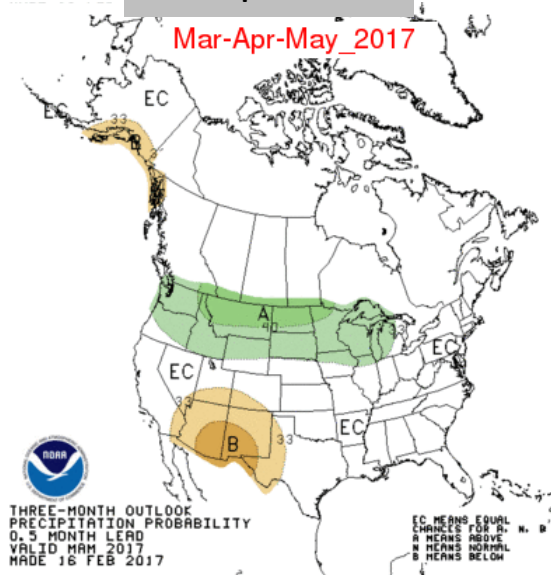 Mar-Apr-May_2017
EC
EC
33
B
3
A
40
33
EC
EC
33
33
B
EC
NOAA
THREE-MONTH OUTLOOK
PRECIPITATION PROBABILITY
0.5 MONTH LEAD
VALID MAM 2017
MADE 16 FEB 2017
EC MEANS EQUAL
CHANCES FOR A, N, B
A MEANS ABOVE
N MEANS NORMAL
B MEANS BELOW